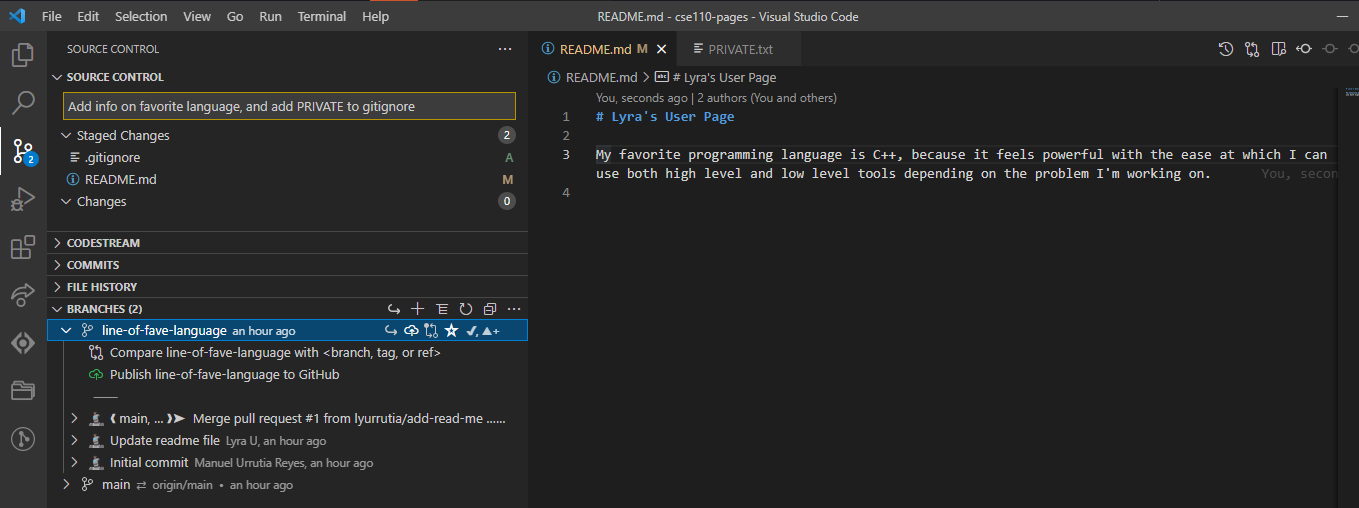 File Edit Selection View Go Run Terminal Help README.md - cse110-pages - Visual Studio Code
SOURCE CONTROL ...
SOURCE CONTROL
Add info on favorite language, and add PRIVATE to gitignore
Staged Changes 2
.gitignore A
README.md M
Changes 0
CODESTREAM
COMMITS
FILE HISTORY
BRANCHES (2)
line-of-fave-language an hour ago
Compare line-of-fave-language with <branch, tag, or ref>
Publish line-of-fave-language to GitHub
❰ main, ... ❱➤ Merge pull request #1 from lyurrutia/add-read-me ......
Update readme file Lyra U, an hour ago
Initial commit Manuel Urrutia Reyes, an hour ago
main ⇄ origin/main • an hour ago
2
README.md M PRIVATE.txt
README.md > # Lyra's User Page
You, seconds ago | 2 authors (You and others)
1 # Lyra's User Page
2
3 My favorite programming language is C++, because it feels powerful with the ease at which I can
use both high level and low level tools depending on the problem I'm working on. You, secon
4